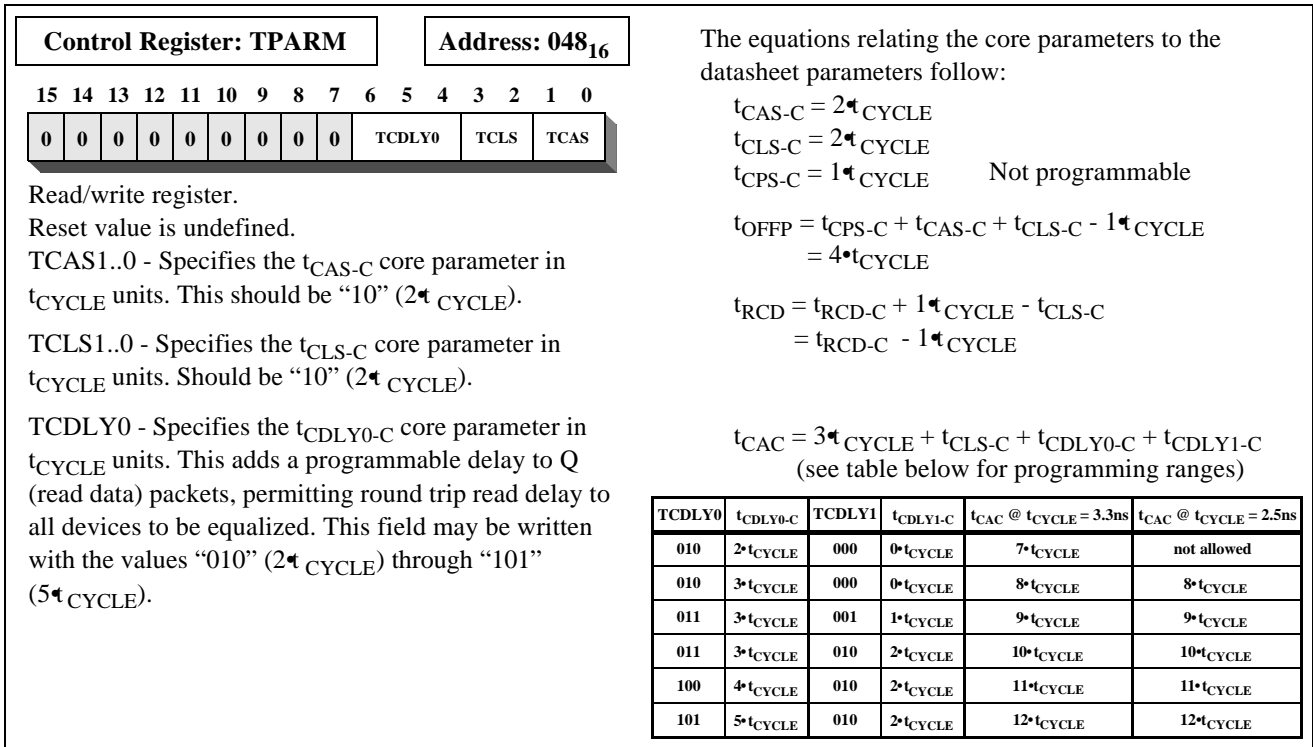 Control Register: TPARM
Address: 048₁₆
15 14 13 12 11 10 9 8 7 6 5 4 3 2 1 0
0 0 0 0 0 0 0 0 0 TCDLY0 TCLS TCAS
Read/write register.
Reset value is undefined.
TCAS1..0 - Specifies the tCAS-C core parameter in
tCYCLE units. This should be “10” (2•tCYCLE).
TCLS1..0 - Specifies the tCLS-C core parameter in
tCYCLE units. Should be “10” (2•tCYCLE).
TCDLY0 - Specifies the tCDLY0-C core parameter in
tCYCLE units. This adds a programmable delay to Q
(read data) packets, permitting round trip read delay to
all devices to be equalized. This field may be written
with the values “010” (2•tCYCLE) through “101”
(5•tCYCLE).
The equations relating the core parameters to the
datasheet parameters follow:
tCAS-C = 2•tCYCLE
tCLS-C = 2•tCYCLE
tCPS-C = 1•tCYCLE Not programmable
tOFFP = tCPS-C + tCAS-C + tCLS-C - 1•tCYCLE
= 4•tCYCLE
tRCD = tRCD-C + 1•tCYCLE - tCLS-C
= tRCD-C - 1•tCYCLE
tCAC = 3•tCYCLE + tCLS-C + tCDLY0-C + tCDLY1-C
(see table below for programming ranges)
TCDLY0 tCDLY0-C TCDLY1 tCDLY1-C tCAC @ tCYCLE = 3.3ns tCAC @ tCYCLE = 2.5ns
010 2•tCYCLE 000 0•tCYCLE 7•tCYCLE not allowed
010 3•tCYCLE 000 0•tCYCLE 8•tCYCLE 8•tCYCLE
011 3•tCYCLE 001 1•tCYCLE 9•tCYCLE 9•tCYCLE
011 3•tCYCLE 010 2•tCYCLE 10•tCYCLE 10•tCYCLE
100 4•tCYCLE 010 2•tCYCLE 11•tCYCLE 11•tCYCLE
101 5•tCYCLE 010 2•tCYCLE 12•tCYCLE 12•tCYCLE